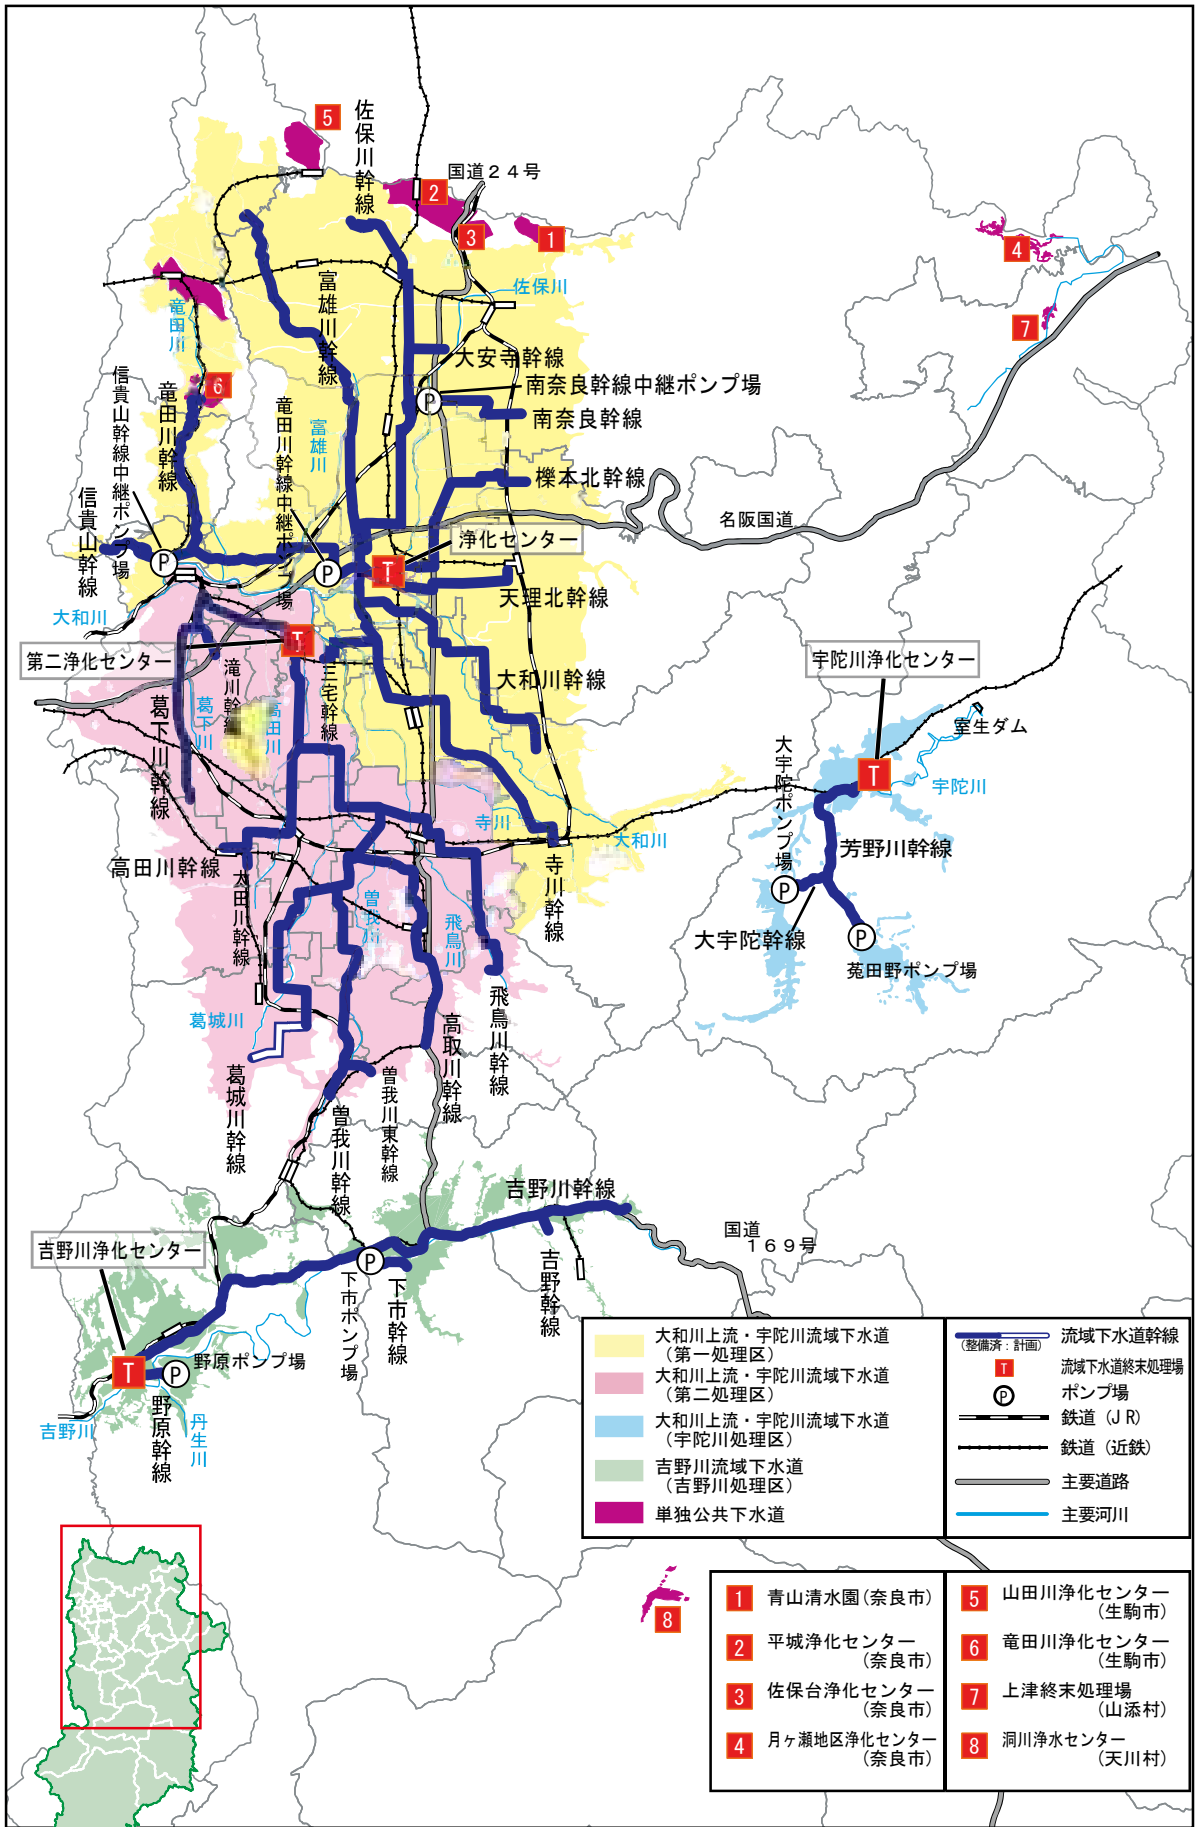 5
佐保川幹線
国道２４号
2
3
1
4
7
佐保川
竜田川
富雄川幹線
大安寺幹線
南奈良幹線中継ポンプ場
P
南奈良幹線
6
信貴山幹線中継ポンプ場
竜田川幹線
竜田川幹線中継ポンプ場
富雄川
櫟本北幹線
名阪国道
信貴山幹線
P
P
T
浄化センター
天理北幹線
大和川
第二浄化センター
T
滝川幹線
三宅幹線
大和川幹線
葛下川幹線
葛下川
高田川
宇陀川浄化センター
室生ダム
T
宇陀川
大宇陀ポンプ場
芳野川幹線
P
大宇陀幹線
P
菟田野ポンプ場
寺川
大和川
寺川幹線
高田川幹線
太田川幹線
曽我川
飛鳥川
葛城川
葛城川幹線
飛鳥川幹線
高取川幹線
曽我川東幹線
曽我川幹線
吉野川幹線
国道
１６９号
吉野川浄化センター
P
下市ポンプ場
下市幹線
吉野幹線
T
P
野原ポンプ場
野原幹線
吉野川
丹生川
大和川上流・宇陀川流域下水道
（第一処理区）
大和川上流・宇陀川流域下水道
（第二処理区）
大和川上流・宇陀川流域下水道
（宇陀川処理区）
吉野川流域下水道
（吉野川処理区）
単独公共下水道
流域下水道幹線
（整備済：計画）
T
流域下水道終末処理場
P
ポンプ場
鉄道（ＪＲ）
鉄道（近鉄）
主要道路
主要河川
8
1 青山清水園（奈良市）
2 平城浄化センター
（奈良市）
3 佐保台浄化センター
（奈良市）
4 月ヶ瀬地区浄化センター
（奈良市）
5 山田川浄化センター
（生駒市）
6 竜田川浄化センター
（生駒市）
7 上津終末処理場
（山添村）
8 洞川浄水センター
（天川村）